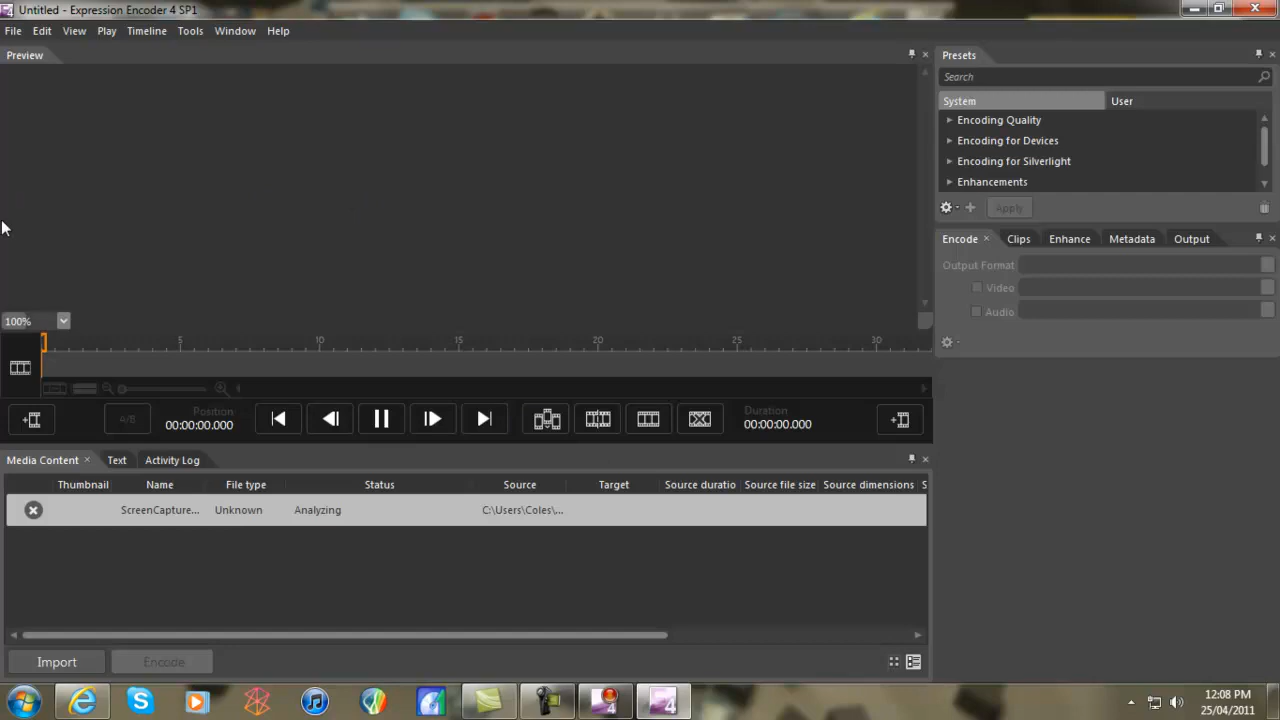 Untitled - Expression Encoder 4 SP1
File Edit View Play Timeline Tools Window Help
Preview
100%
5 10 15 20 25 30
4/8
Position
00:00:00.000
Duration
00:00:00.000
Media Content Text Activity Log
Thumbnail Name File type Status Source Target Source duratio Source file size Source dimensions S
ScreenCapture... Unknown Analyzing C:\Users\Coles\...
Import Encode
Presets
Search
System User
Encoding Quality
Encoding for Devices
Encoding for Silverlight
Enhancements
Apply
Encode Clips Enhance Metadata Output
Output Format
Video
Audio
4 4
12:08 PM
25/04/2011